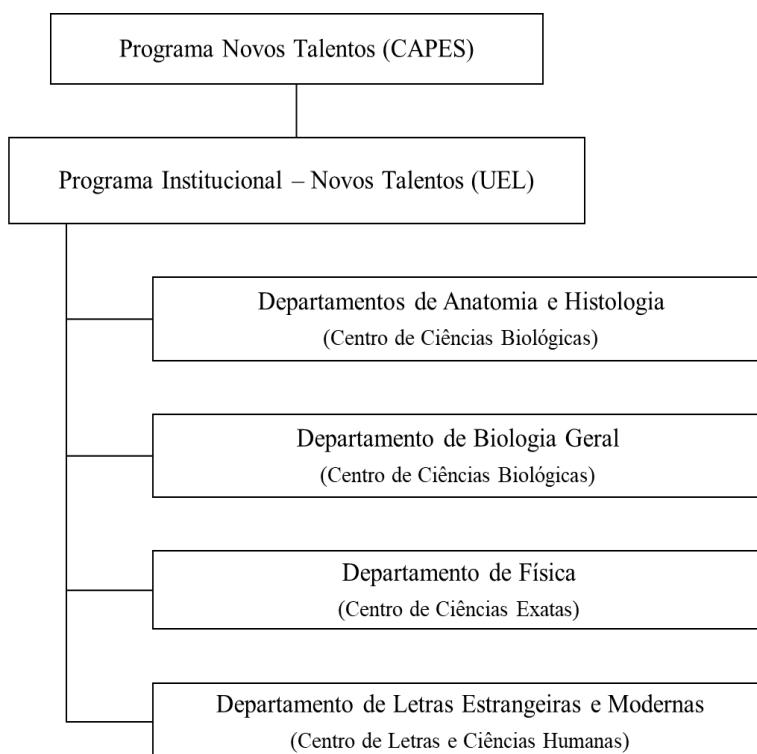 Programa Novos Talentos (CAPES)
Programa Institucional – Novos Talentos (UEL)
Departamentos de Anatomia e Histologia
(Centro de Ciências Biológicas)
Departamento de Biologia Geral
(Centro de Ciências Biológicas)
Departamento de Física
(Centro de Ciências Exatas)
Departamento de Letras Estrangeiras e Modernas
(Centro de Letras e Ciências Humanas)